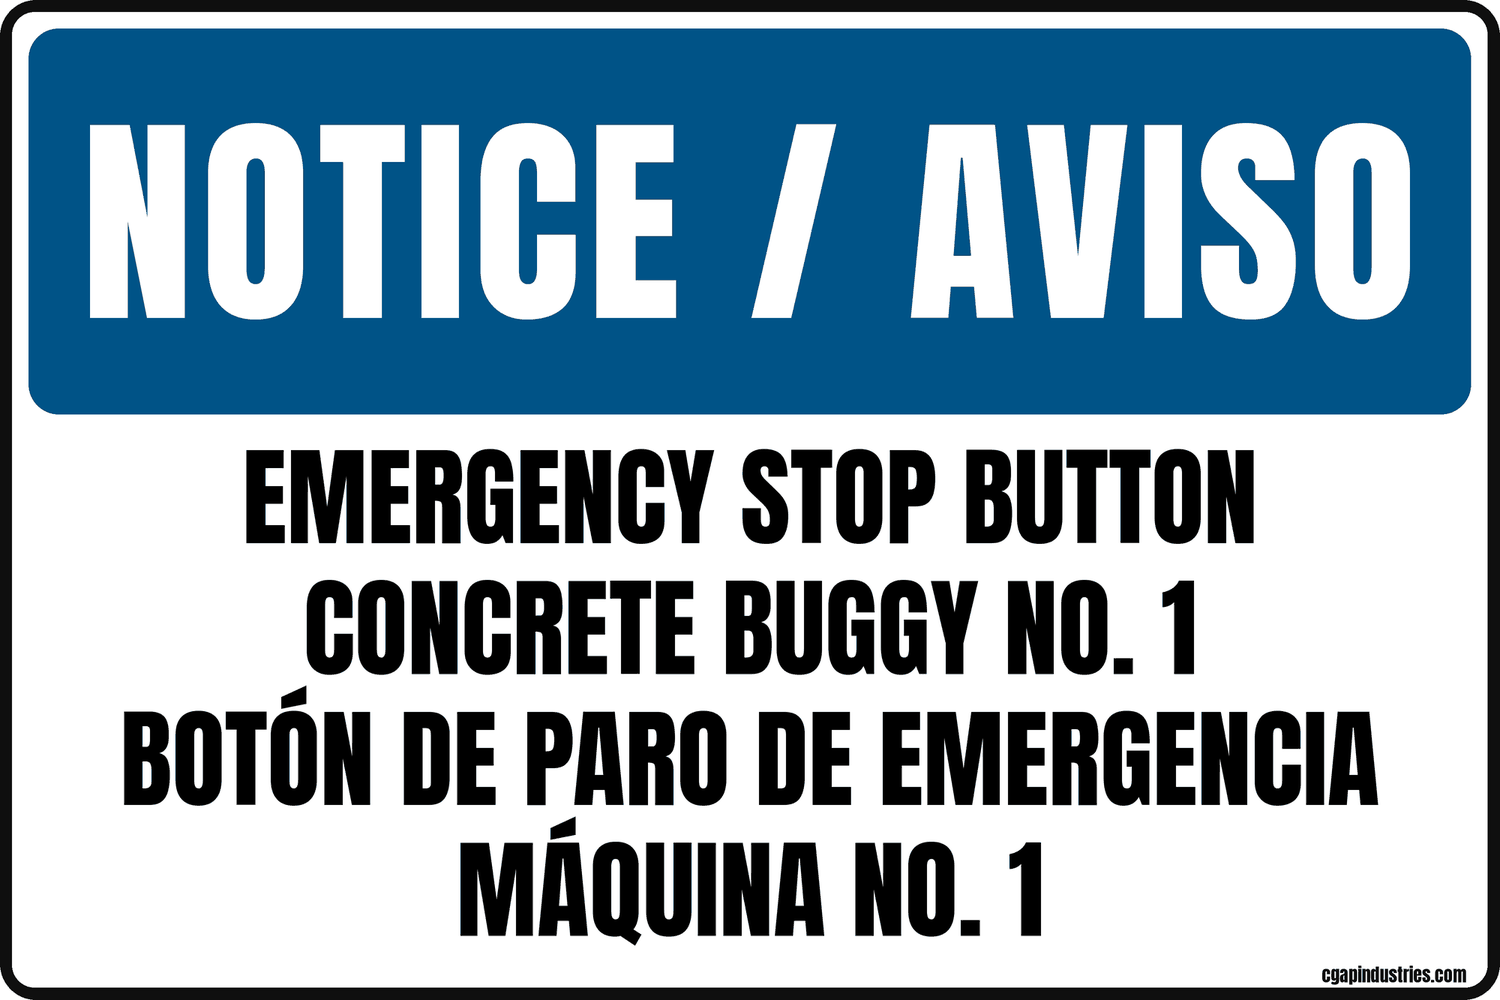 NOTICE / AVISO
EMERGENCY STOP BUTTON
CONCRETE BUGGY NO. 1
BOTÓN DE PARO DE EMERGENCIA
MÁQUINA NO. 1
cgapindustries.com